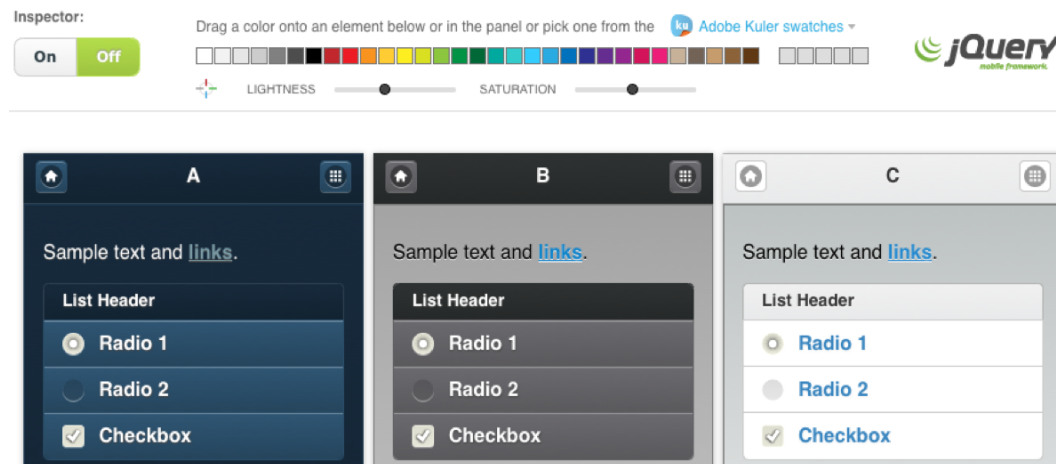 Inspector:
Drag a color onto an element below or in the panel or pick one from the ku Adobe Kuler swatches
On Off
jQuery
mobile framework
LIGHTNESS SATURATION
A
Sample text and links.
List Header
Radio 1
Radio 2
Checkbox
B
Sample text and links.
List Header
Radio 1
Radio 2
Checkbox
C
Sample text and links.
List Header
Radio 1
Radio 2
Checkbox